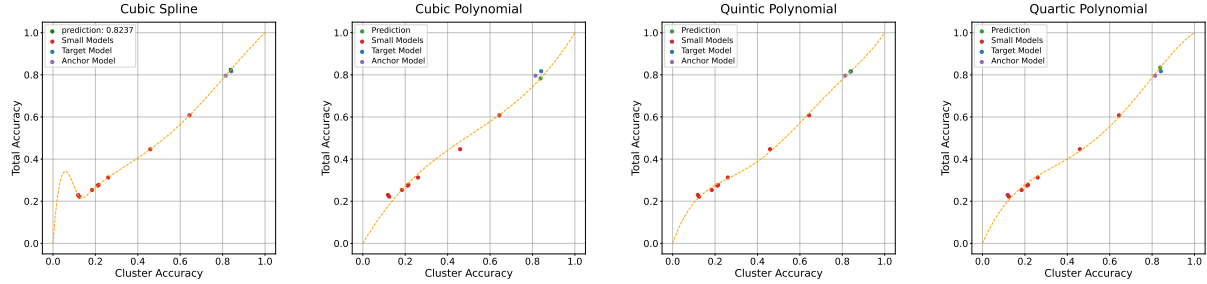 Cubic Spline
prediction: 0.8237
Small Models
Target Model
Anchor Model
1.0
0.8
0.6
0.4
0.2
0.0
Total Accuracy
0.0 0.2 0.4 0.6 0.8 1.0
Cluster Accuracy
Cubic Polynomial
Prediction
Small Models
Target Model
Anchor Model
1.0
0.8
0.6
0.4
0.2
0.0
Total Accuracy
0.0 0.2 0.4 0.6 0.8 1.0
Cluster Accuracy
Quintic Polynomial
Prediction
Small Models
Target Model
Anchor Model
1.0
0.8
0.6
0.4
0.2
0.0
Total Accuracy
0.0 0.2 0.4 0.6 0.8 1.0
Cluster Accuracy
Quartic Polynomial
Prediction
Small Models
Target Model
Anchor Model
1.0
0.8
0.6
0.4
0.2
0.0
Total Accuracy
0.0 0.2 0.4 0.6 0.8 1.0
Cluster Accuracy